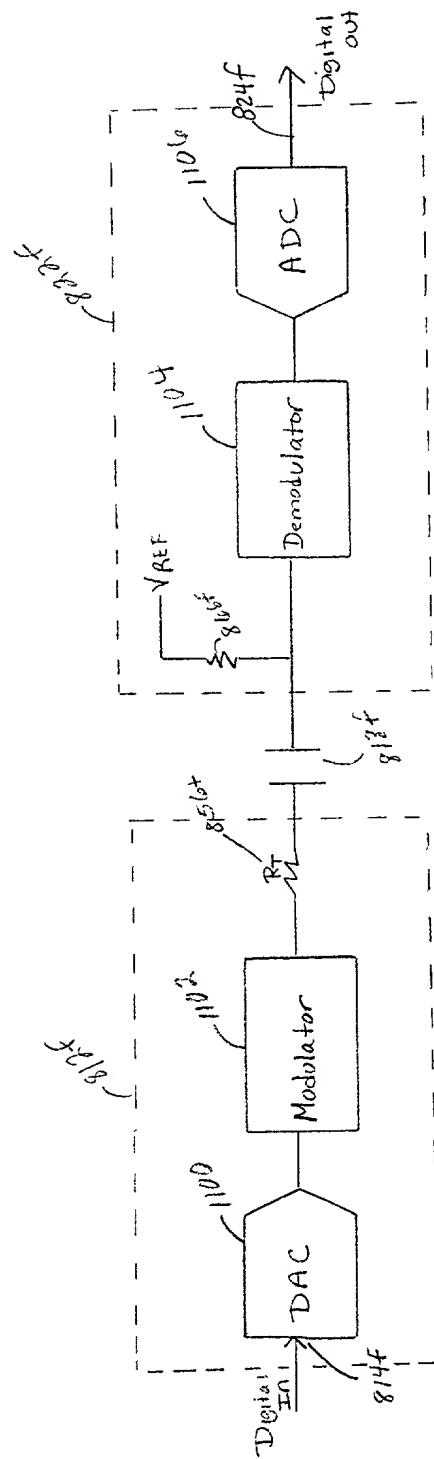 812f
822f
Digital
In
814f
DAC
1100
Modulator
1102
RT
856f
VREF
866f
Demodulator
1104
ADC
1106
824f
Digital
out